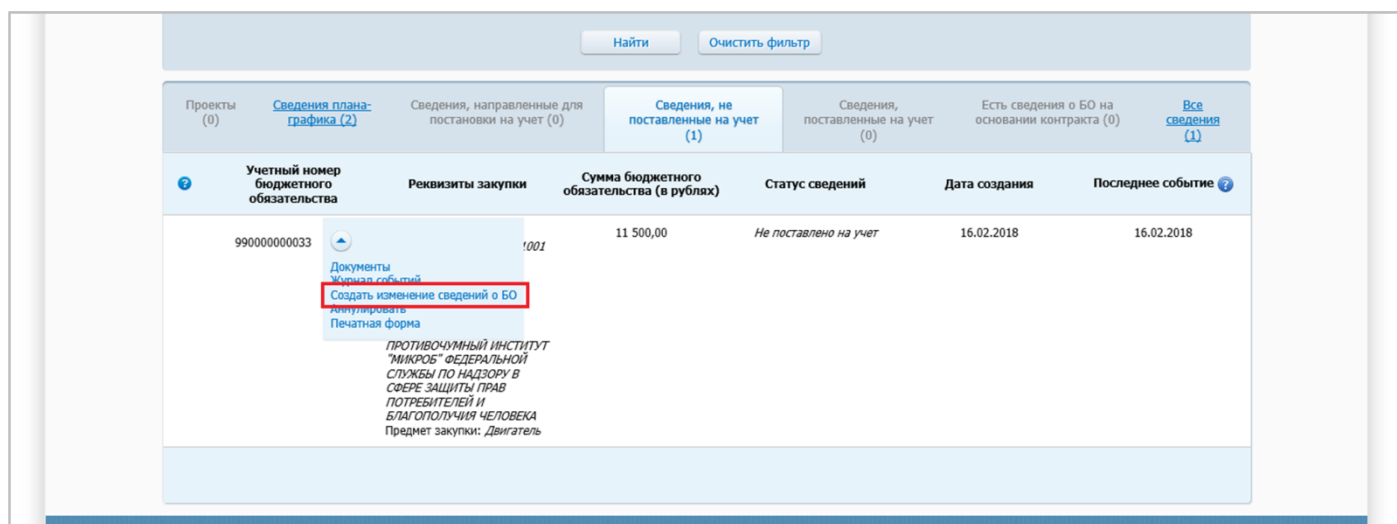 Найти
Очистить фильтр
Проекты
(0)
Сведения плана-
графика (2)
Сведения, направленные для
постановки на учет (0)
Сведения, не
поставленные на учет
(1)
Сведения,
поставленные на учет
(0)
Есть сведения о БО на
основании контракта (0)
Все
сведения
(1)
?
Учетный номер
бюджетного
обязательства
Реквизиты закупки
Сумма бюджетного
обязательства (в рублях)
Статус сведений
Дата создания
Последнее событие ?
990000000033
1001
11 500,00
Не поставлено на учет
16.02.2018
16.02.2018
Документы
Журнал событий
Создать изменение сведений о БО
Аннулировать
Печатная форма
ПРОТИВОЧУМНЫЙ ИНСТИТУТ
"МИКРОБ" ФЕДЕРАЛЬНОЙ
СЛУЖБЫ ПО НАДЗОРУ В
СФЕРЕ ЗАЩИТЫ ПРАВ
ПОТРЕБИТЕЛЕЙ И
БЛАГОПОЛУЧИЯ ЧЕЛОВЕКА
Предмет закупки: Двигатель